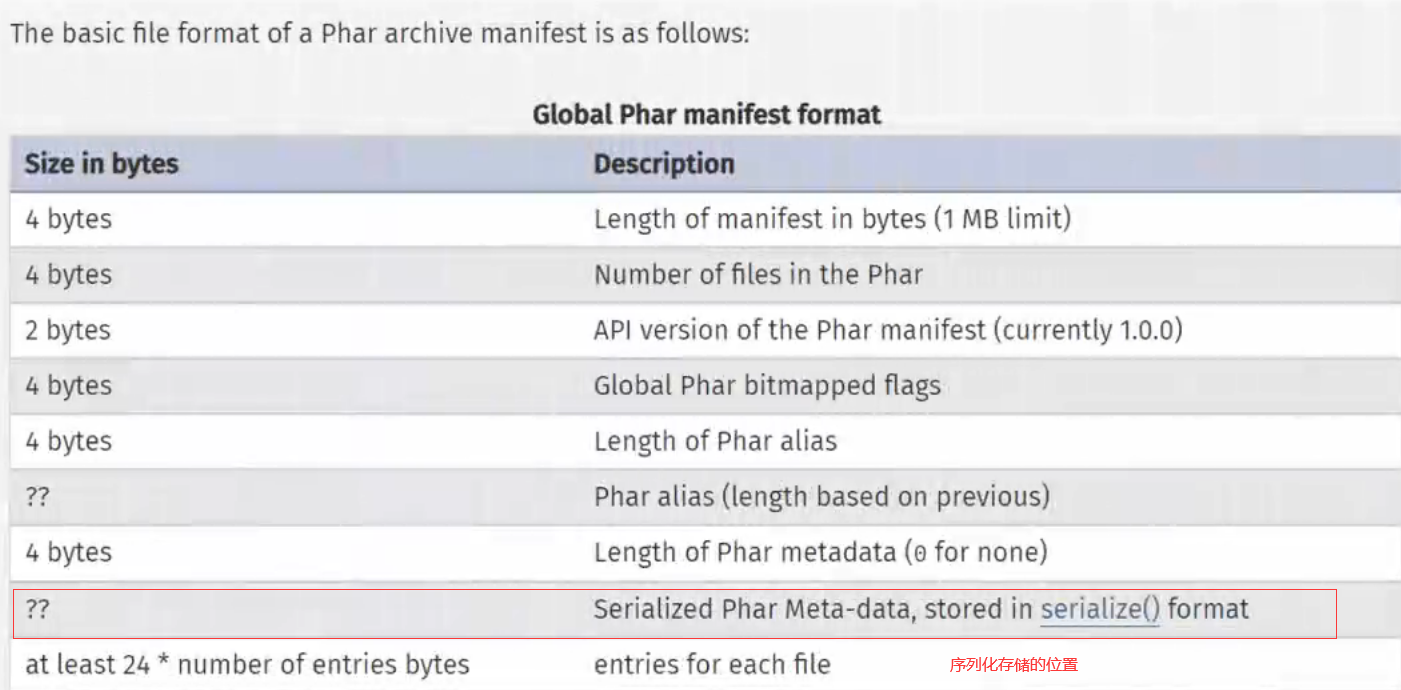 The basic file format of a Phar archive manifest is as follows:
Global Phar manifest format
Size in bytes Description
4 bytes Length of manifest in bytes (1 MB limit)
4 bytes Number of files in the Phar
2 bytes API version of the Phar manifest (currently 1.0.0)
4 bytes Global Phar bitmapped flags
4 bytes Length of Phar alias
?? Phar alias (length based on previous)
4 bytes Length of Phar metadata (0 for none)
?? Serialized Phar Meta-data, stored in serialize() format
at least 24 * number of entries bytes entries for each file 序列化存储的位置